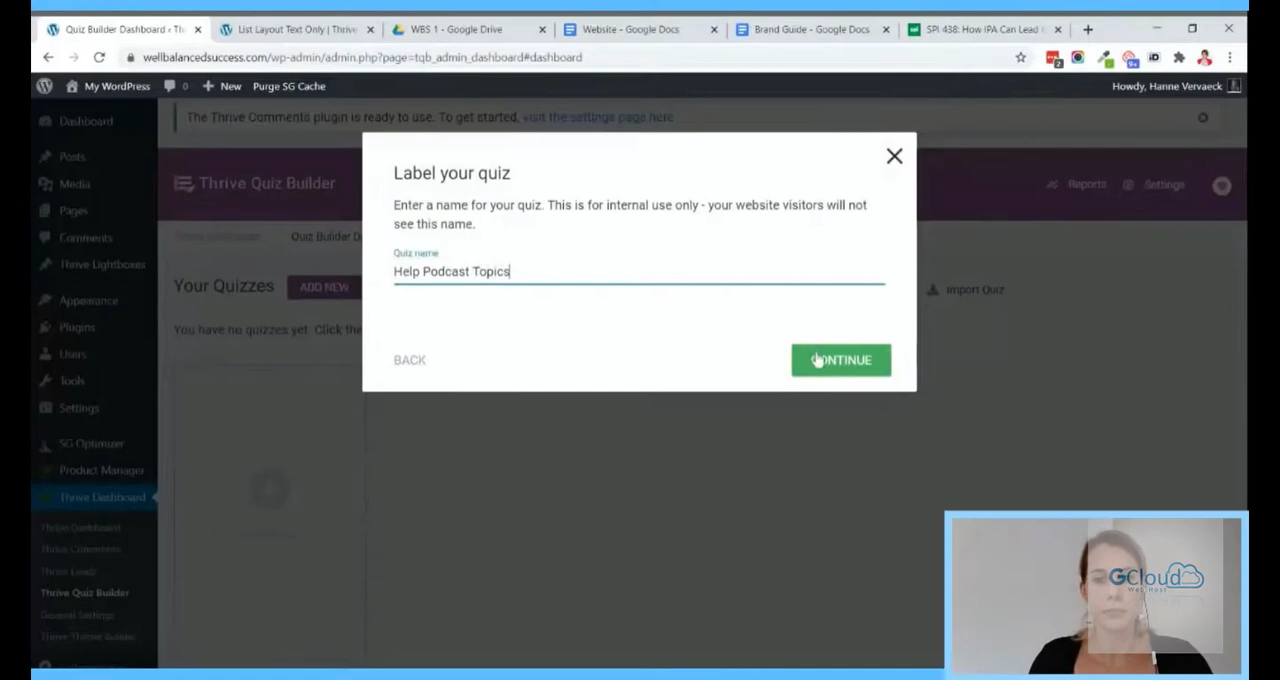 Quiz Builder Dashboard ‹ Th
List Layout Text Only | Thrive
WBS 1 - Google Drive
Website - Google Docs
Brand Guide - Google Docs
SPI 438: How IPA Can Lead t
wellbalancedsuccess.com/wp-admin/admin.php?page=tqb_admin_dashboard#dashboard
My WordPress 0 New Purge SG Cache
Howdy, Hanne Vervaeck
Dashboard
The Thrive Comments plugin is ready to use. To get started, visit the settings page here
Posts
Media
Pages
Comments
Thrive Lightboxes
Appearance
Plugins
Users
Tools
Settings
SG Optimizer
Product Manager
Thrive Dashboard
Thrive Dashboard
Thrive Comments
Thrive Leads
Thrive Quiz Builder
General Settings
Thrive Theme Builder
Thrive Quiz Builder
Reports
Settings
Quiz Builder D
Your Quizzes
ADD NEW
Import Quiz
You have no quizzes yet. Click the
Label your quiz
Enter a name for your quiz. This is for internal use only - your website visitors will not
see this name.
Quiz name
Help Podcast Topics
BACK
CONTINUE
GCloud
Web Host